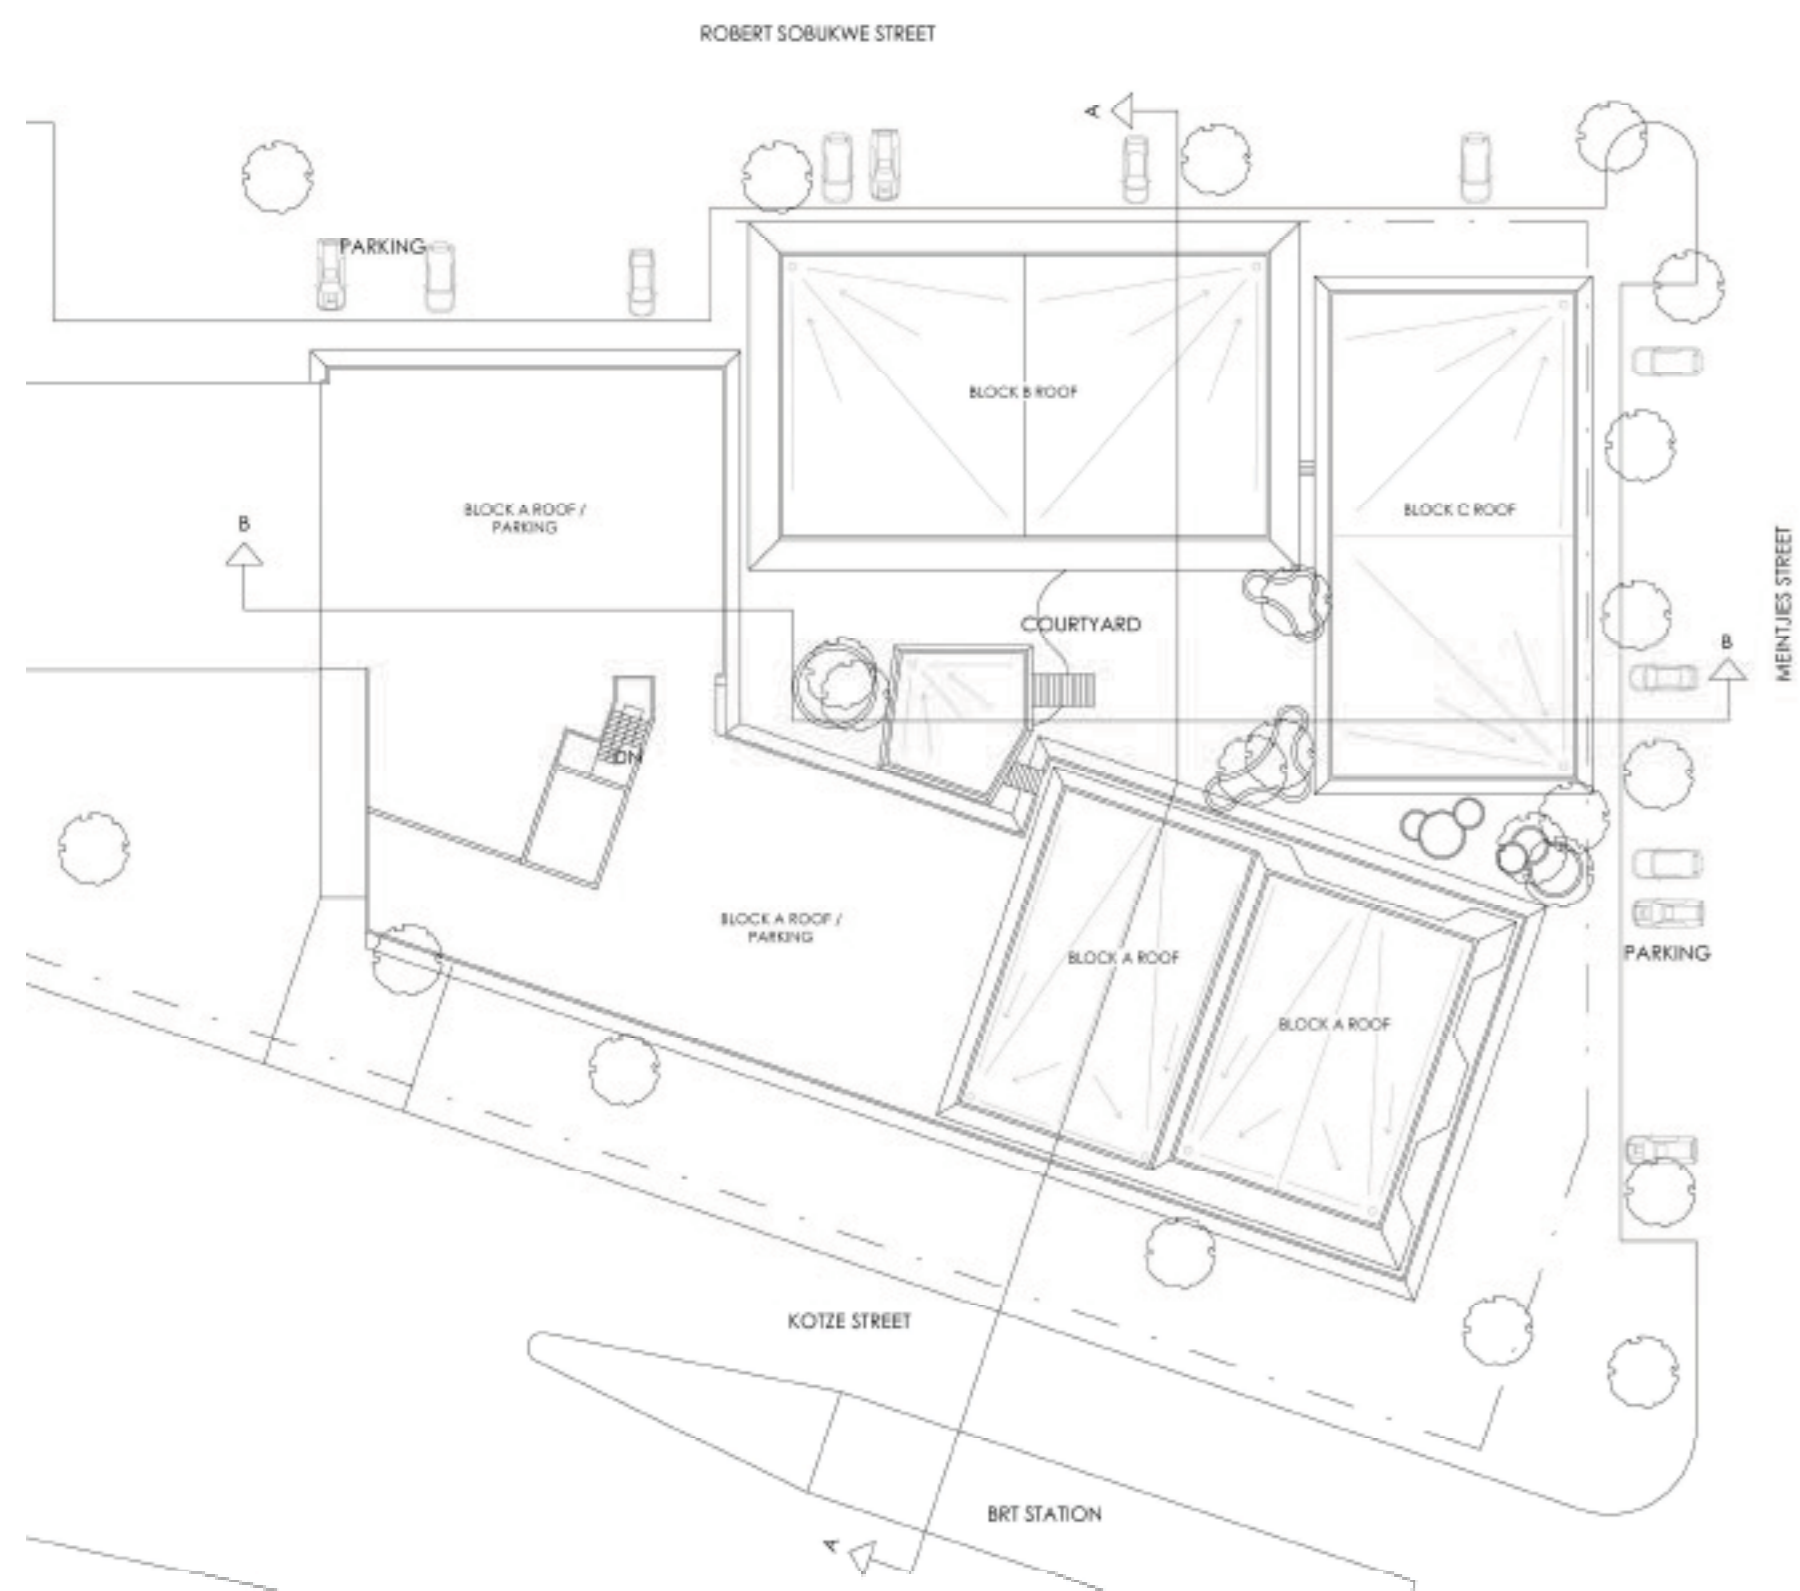 ROBERT SOBUKWE STREET
A
PARKING
BLOCK B ROOF
BLOCK A ROOF /
PARKING
BLOCK C ROOF
B
COURTYARD
B
MEINTJIES STREET
DN
BLOCK A ROOF /
PARKING
BLOCK A ROOF
PARKING
BLOCK A ROOF
KOTZE STREET
BRT STATION
A